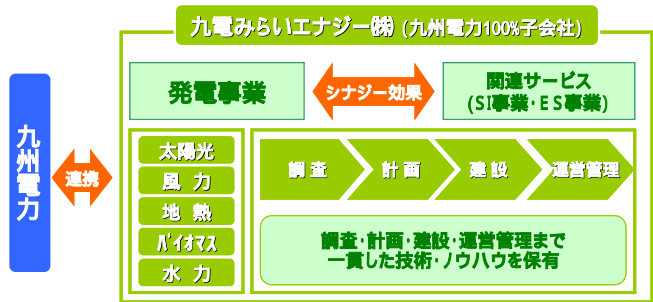 九電みらいエナジー㈱ (九州電力100%子会社)
九州電力
連携
発電事業
シナジー効果
関連サービス
(SI事業・ES事業)
太陽光
風力
地熱
バイオマス
水力
調査
計画
建設
運営管理
調査・計画・建設・運営管理まで
一貫した技術・ノウハウを保有